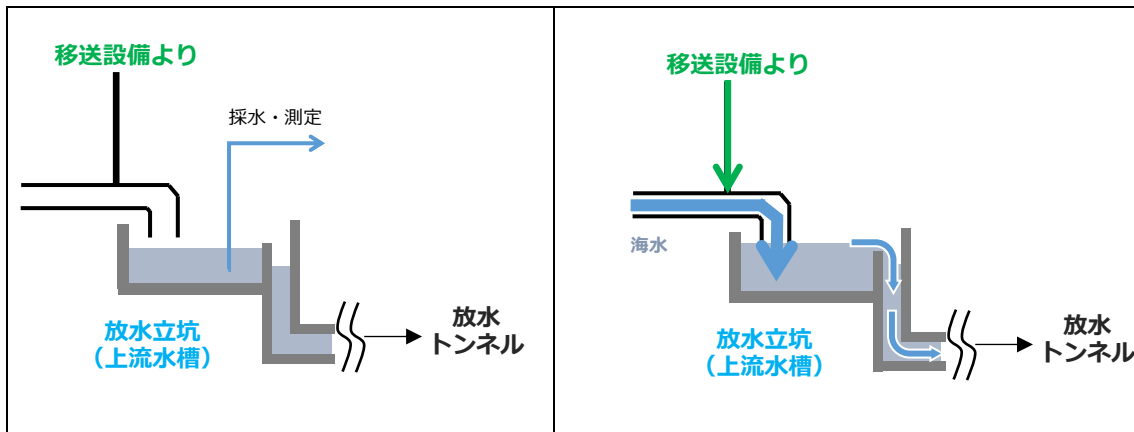 移送設備より
採水・測定
放水立坑
（上流水槽）
放水
トンネル
移送設備より
海水
放水立坑
（上流水槽）
放水
トンネル